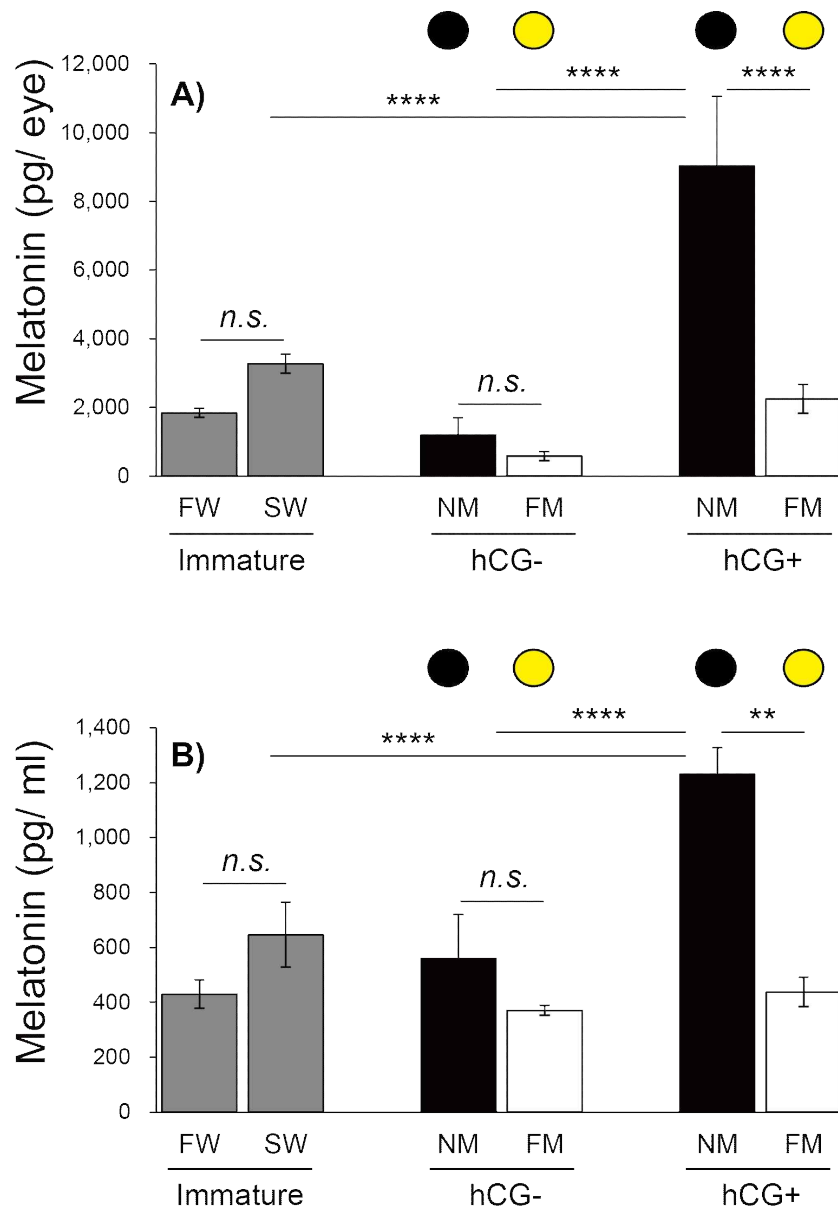 12,000
A)
****
****
****
10,000
8,000
6,000
4,000
2,000
0
Melatonin (pg/ eye)
n.s.
n.s.
FW SW NM FM NM FM
Immature hCG- hCG+
1,400
B)
****
****
**
1,200
1,000
800
600
400
200
0
Melatonin (pg/ ml)
n.s.
n.s.
FW SW NM FM NM FM
Immature hCG- hCG+